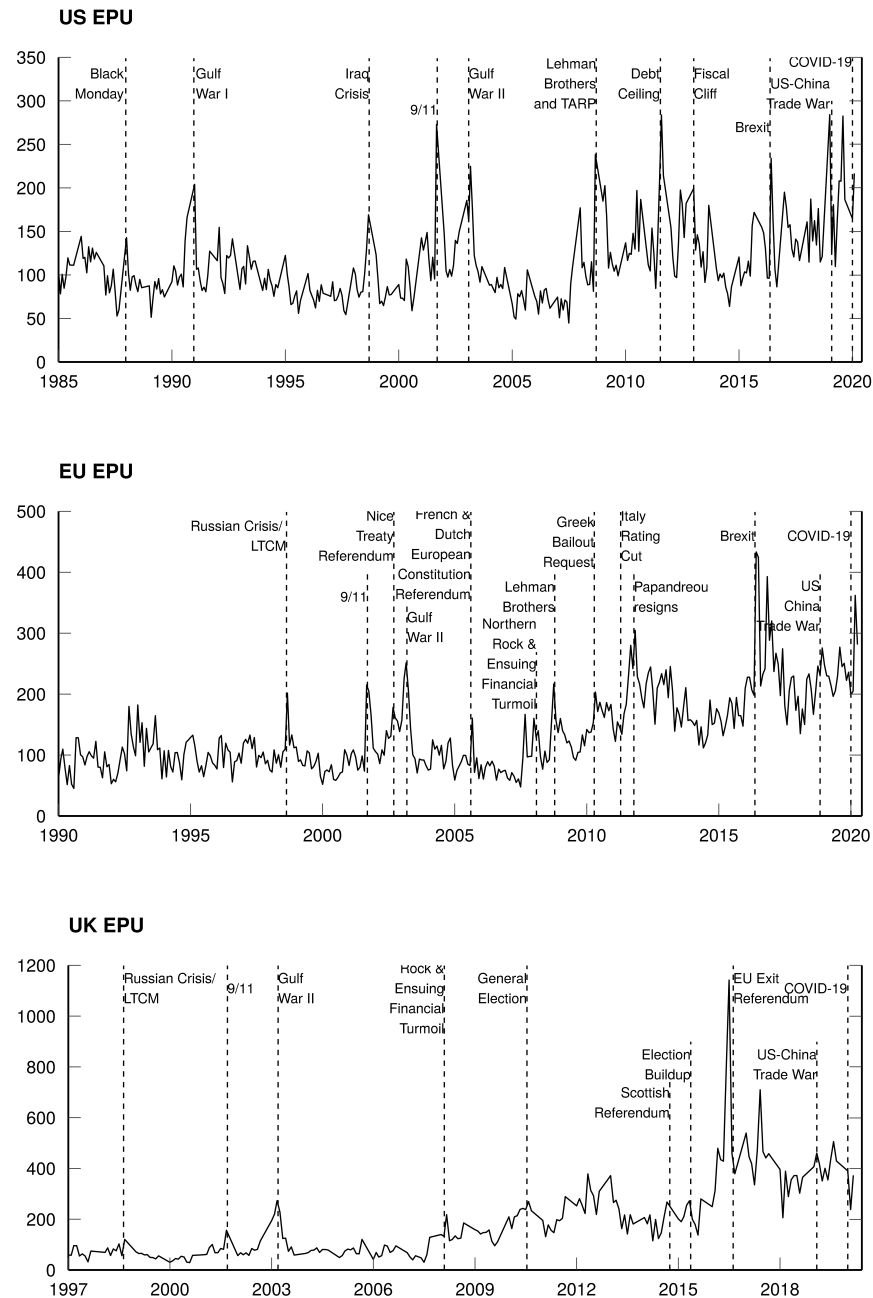 US EPU
350
300
250
200
150
100
50
0
Black
Monday
Gulf
War I
Iraq
Crisis
9/11
Gulf
War II
Lehman
Brothers
and TARP
Debt
Ceiling
Fiscal
Cliff
Brexit
US-China
Trade War
COVID-19
1985 1990 1995 2000 2005 2010 2015 2020
EU EPU
500
400
300
200
100
0
Russian Crisis/
LTCM
9/11
Nice
Treaty
Referendum
Gulf
War II
French &
Dutch
European
Constitution
Referendum
Northern
Rock &
Ensuing
Financial
Turmoil
Lehman
Brothers
Greek
Bailout
Request
Italy
Rating
Cut
Papandreou
resigns
Brexit
US
China
Trade War
COVID-19
1990 1995 2000 2005 2010 2015 2020
UK EPU
1200
1000
800
600
400
200
0
Russian Crisis/
LTCM
9/11
Gulf
War II
Rock &
Ensuing
Financial
Turmoil
General
Election
Scottish
Referendum
Election
Buildup
EU Exit
Referendum
US-China
Trade War
COVID-19
1997 2000 2003 2006 2009 2012 2015 2018